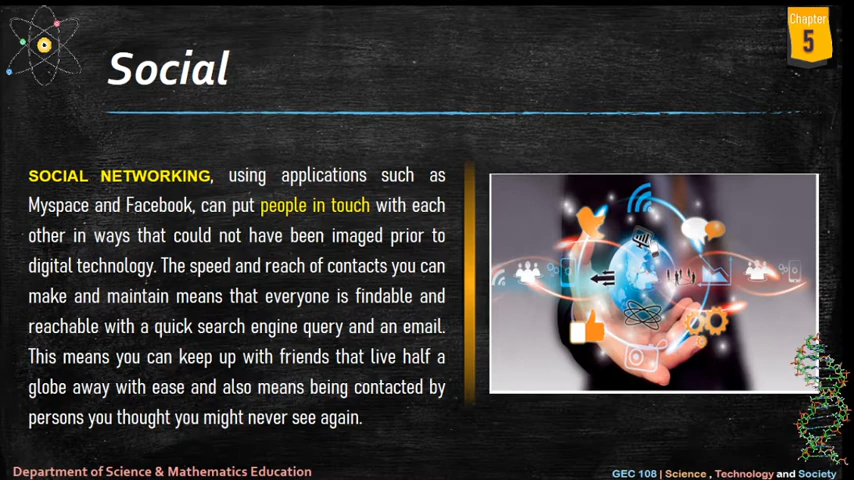 Chapter
5
Social
SOCIAL NETWORKING, using applications such as
Myspace and Facebook, can put people in touch with each
other in ways that could not have been imaged prior to
digital technology. The speed and reach of contacts you can
make and maintain means that everyone is findable and
reachable with a quick search engine query and an email.
This means you can keep up with friends that live half a
globe away with ease and also means being contacted by
persons you thought you might never see again.
Department of Science & Mathematics Education
GEC 108 | Science , Technology and Society